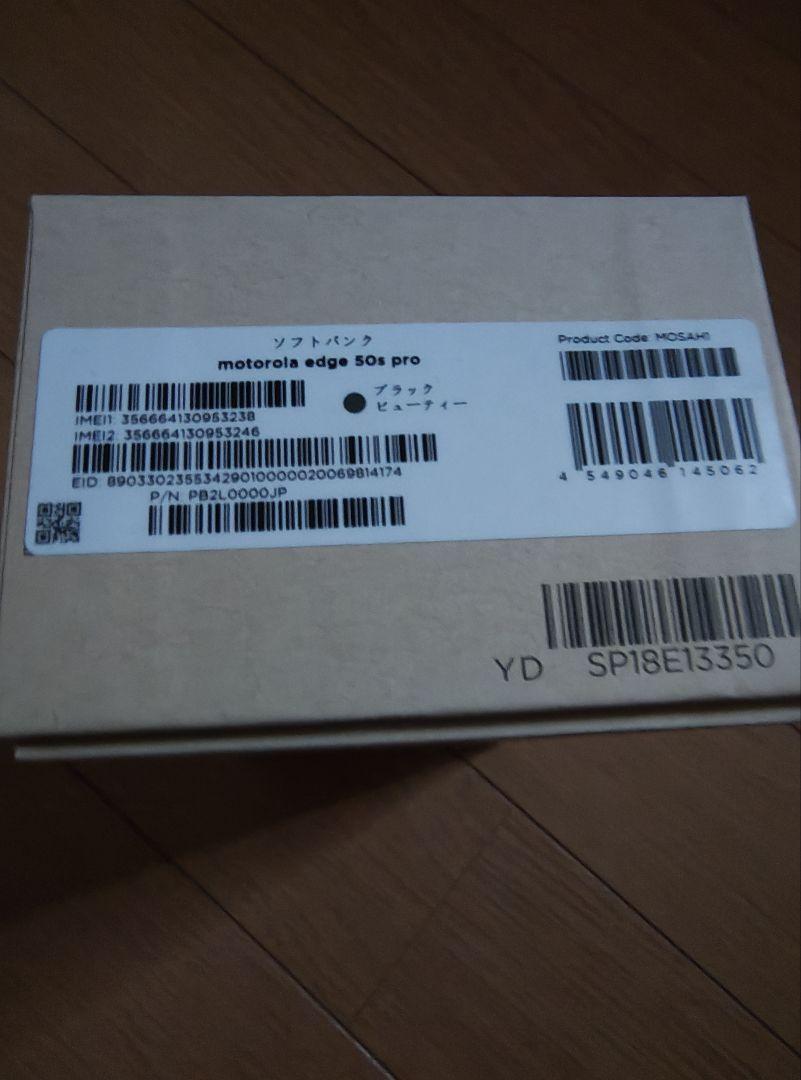 ソフトバンク
motorola edge 50s pro
Product Code: MOSAH1
ブラック
ビューティー
IMEI1: 356664130953238
IMEI2: 356664130953246
EID: 89033023553429010000020069814174
P/N: PB2L0000JP
4 549046 145062
YD SP18E13350